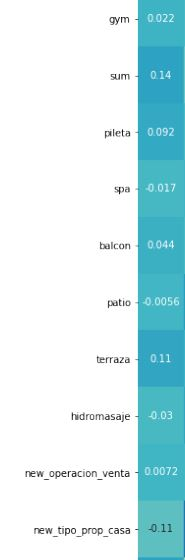 gym 0.022
sum 0.14
pileta 0.092
spa -0.017
balcon 0.044
patio -0.0056
terraza 0.11
hidromasaje -0.03
new_operacion_venta 0.0072
new_tipo_prop_casa -0.11